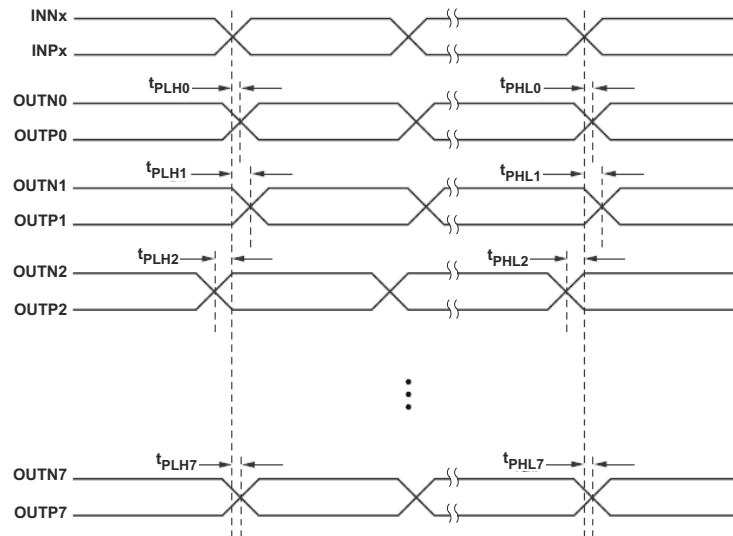 INNx
INPx
tPLH0 tPHL0
OUTN0
OUTP0
tPLH1 tPHL1
OUTN1
OUTP1
tPLH2 tPHL2
OUTN2
OUTP2
tPLH7 tPHL7
OUTN7
OUTP7